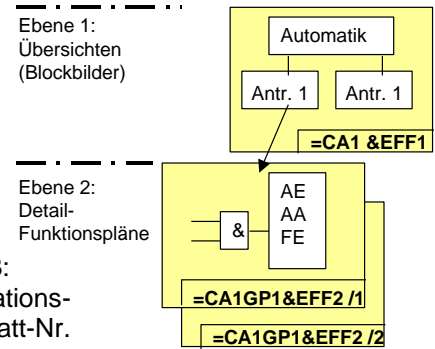 Ebene 1:
Übersichten
(Blockbilder)
Automatik
Antr. 1
Antr. 1
=CA1 &EFF1
Ebene 2:
Detail-
Funktionspläne
&
AE
AA
FE
=CA1GP1&EFF2 /1
=CA1GP1&EFF2 /2